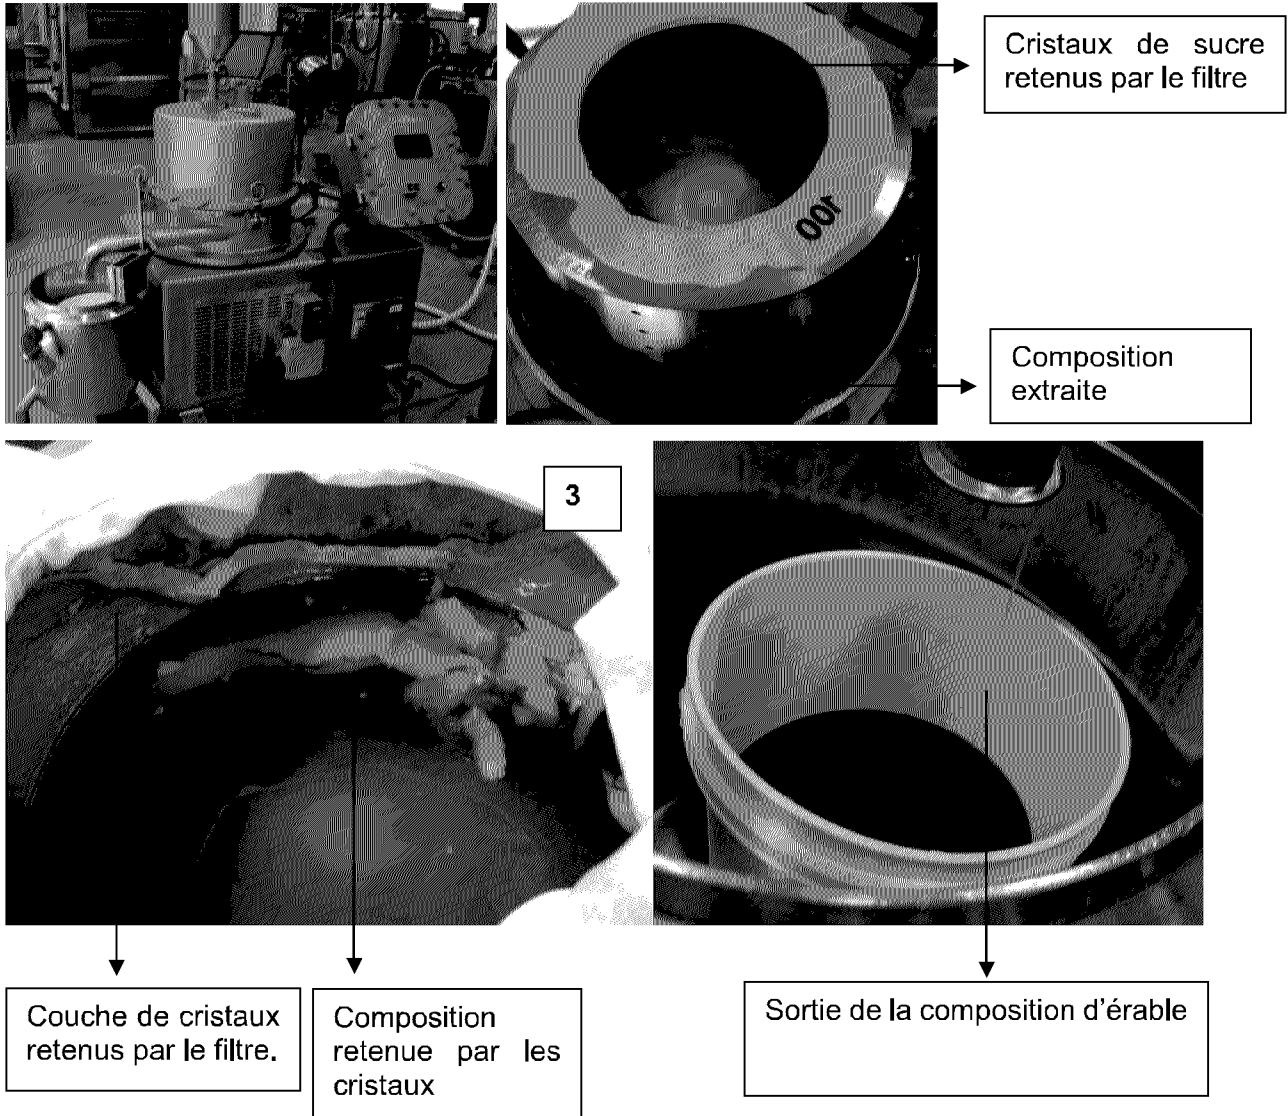 Cristaux de sucre
retenus par le filtre
100
Composition
extraite
3
Couche de cristaux
retenus par le filtre.
Composition
retenue par les
cristaux
Sortie de la composition d'érable